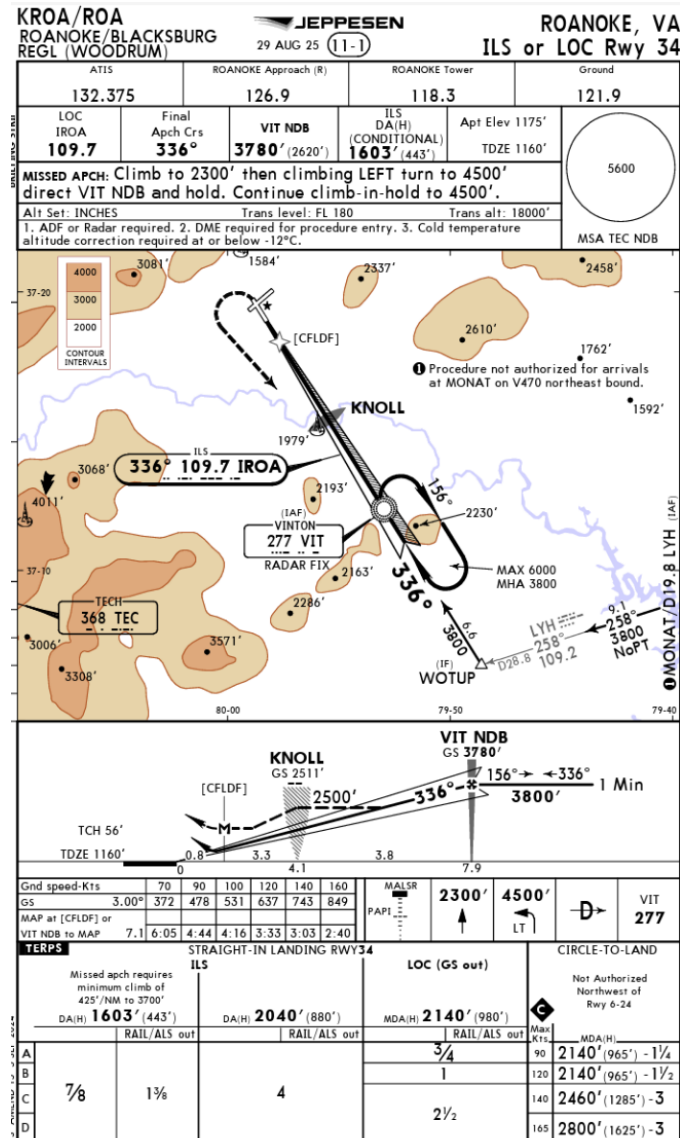 KROA/ROA
ROANOKE/BLACKSBURG
REGL (WOODRUM)
JEPPESEN
29 AUG 25 11-1
ROANOKE, VA
ILS or LOC Rwy 34
ATIS
132.375
ROANOKE Approach (R)
126.9
ROANOKE Tower
118.3
Ground
121.9
LOC
IROA
109.7
Final
Apch Crs
336°
VIT NDB
3780' (2620')
ILS
DA(H)
(CONDITIONAL)
1603' (443')
Apt Elev 1175'
TDZE 1160'
5600
MSA TEC NDB
MISSED APCH: Climb to 2300' then climbing LEFT turn to 4500'
direct VIT NDB and hold. Continue climb-in-hold to 4500'.
Alt Set: INCHES Trans level: FL 180 Trans alt: 18000'
1. ADF or Radar required. 2. DME required for procedure entry. 3. Cold temperature
altitude correction required at or below -12°C.
4000
3000
2000
CONTOUR
INTERVALS
3081'
1584'
2337'
2458'
37-20
[CFLDF]
2610'
1762'
1 Procedure not authorized for arrivals
at MONAT on V470 northeast bound.
1592'
KNOLL
1979'
ILS
336° 109.7 IROA
3068'
4011'
2193'
156°
(IAF)
VINTON
277 VIT
RADAR FIX
2230'
37-10
2163'
MAX 6000
MHA 3800
336°
TECH
368 TEC
2286'
3006'
3571'
3308'
6.6
3800
(IF)
WOTUP
LYH
258°
109.2
D28.8
9.1
258°
3800
NoPT
1 MONAT/D19.8 LYH (IAF)
80-00
79-50
79-40
VIT NDB
GS 3780'
KNOLL
GS 2511'
[CFLDF]
2500'
336°
156° 336°
3800'
1 Min
M
TCH 56'
TDZE 1160'
0.8
3.3
3.8
0
4.1
7.9
Gnd speed-Kts 70 90 100 120 140 160
GS 3.00° 372 478 531 637 743 849
MAP at [CFLDF] or
VIT NDB to MAP 7.1 6:05 4:44 4:16 3:33 3:03 2:40
MALSR
PAPI
2300'
4500'
LT
D
VIT
277
TERPS
STRAIGHT-IN LANDING RWY34
ILS
Missed apch requires
minimum climb of
425'/NM to 3700'
DA(H) 1603' (443')
DA(H) 2040' (880')
LOC (GS out)
MDA(H) 2140' (980')
RAIL/ALS out
RAIL/ALS out
RAIL/ALS out
CIRCLE-TO-LAND
Not Authorized
Northwest of
Rwy 6-24
C
Max
Kts
MDA(H)
A
B
C
D
7/8
1 3/8
4
3/4
1
2 1/2
90 2140' (965') - 1 1/4
120 2140' (965') - 1 1/2
140 2460' (1285') - 3
165 2800' (1625') - 3